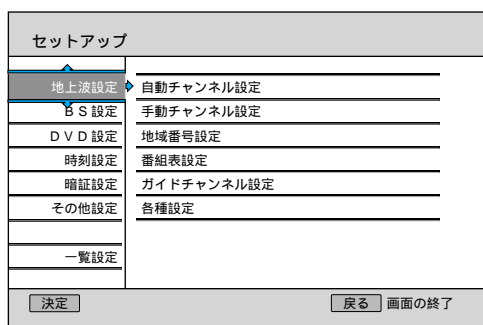 セットアップ
地上波設定
自動チャンネル設定
ＢＳ設定
手動チャンネル設定
ＤＶＤ設定
地域番号設定
時刻設定
番組表設定
暗証設定
ガイドチャンネル設定
その他設定
各種設定
一覧設定
決定
戻る 画面の終了